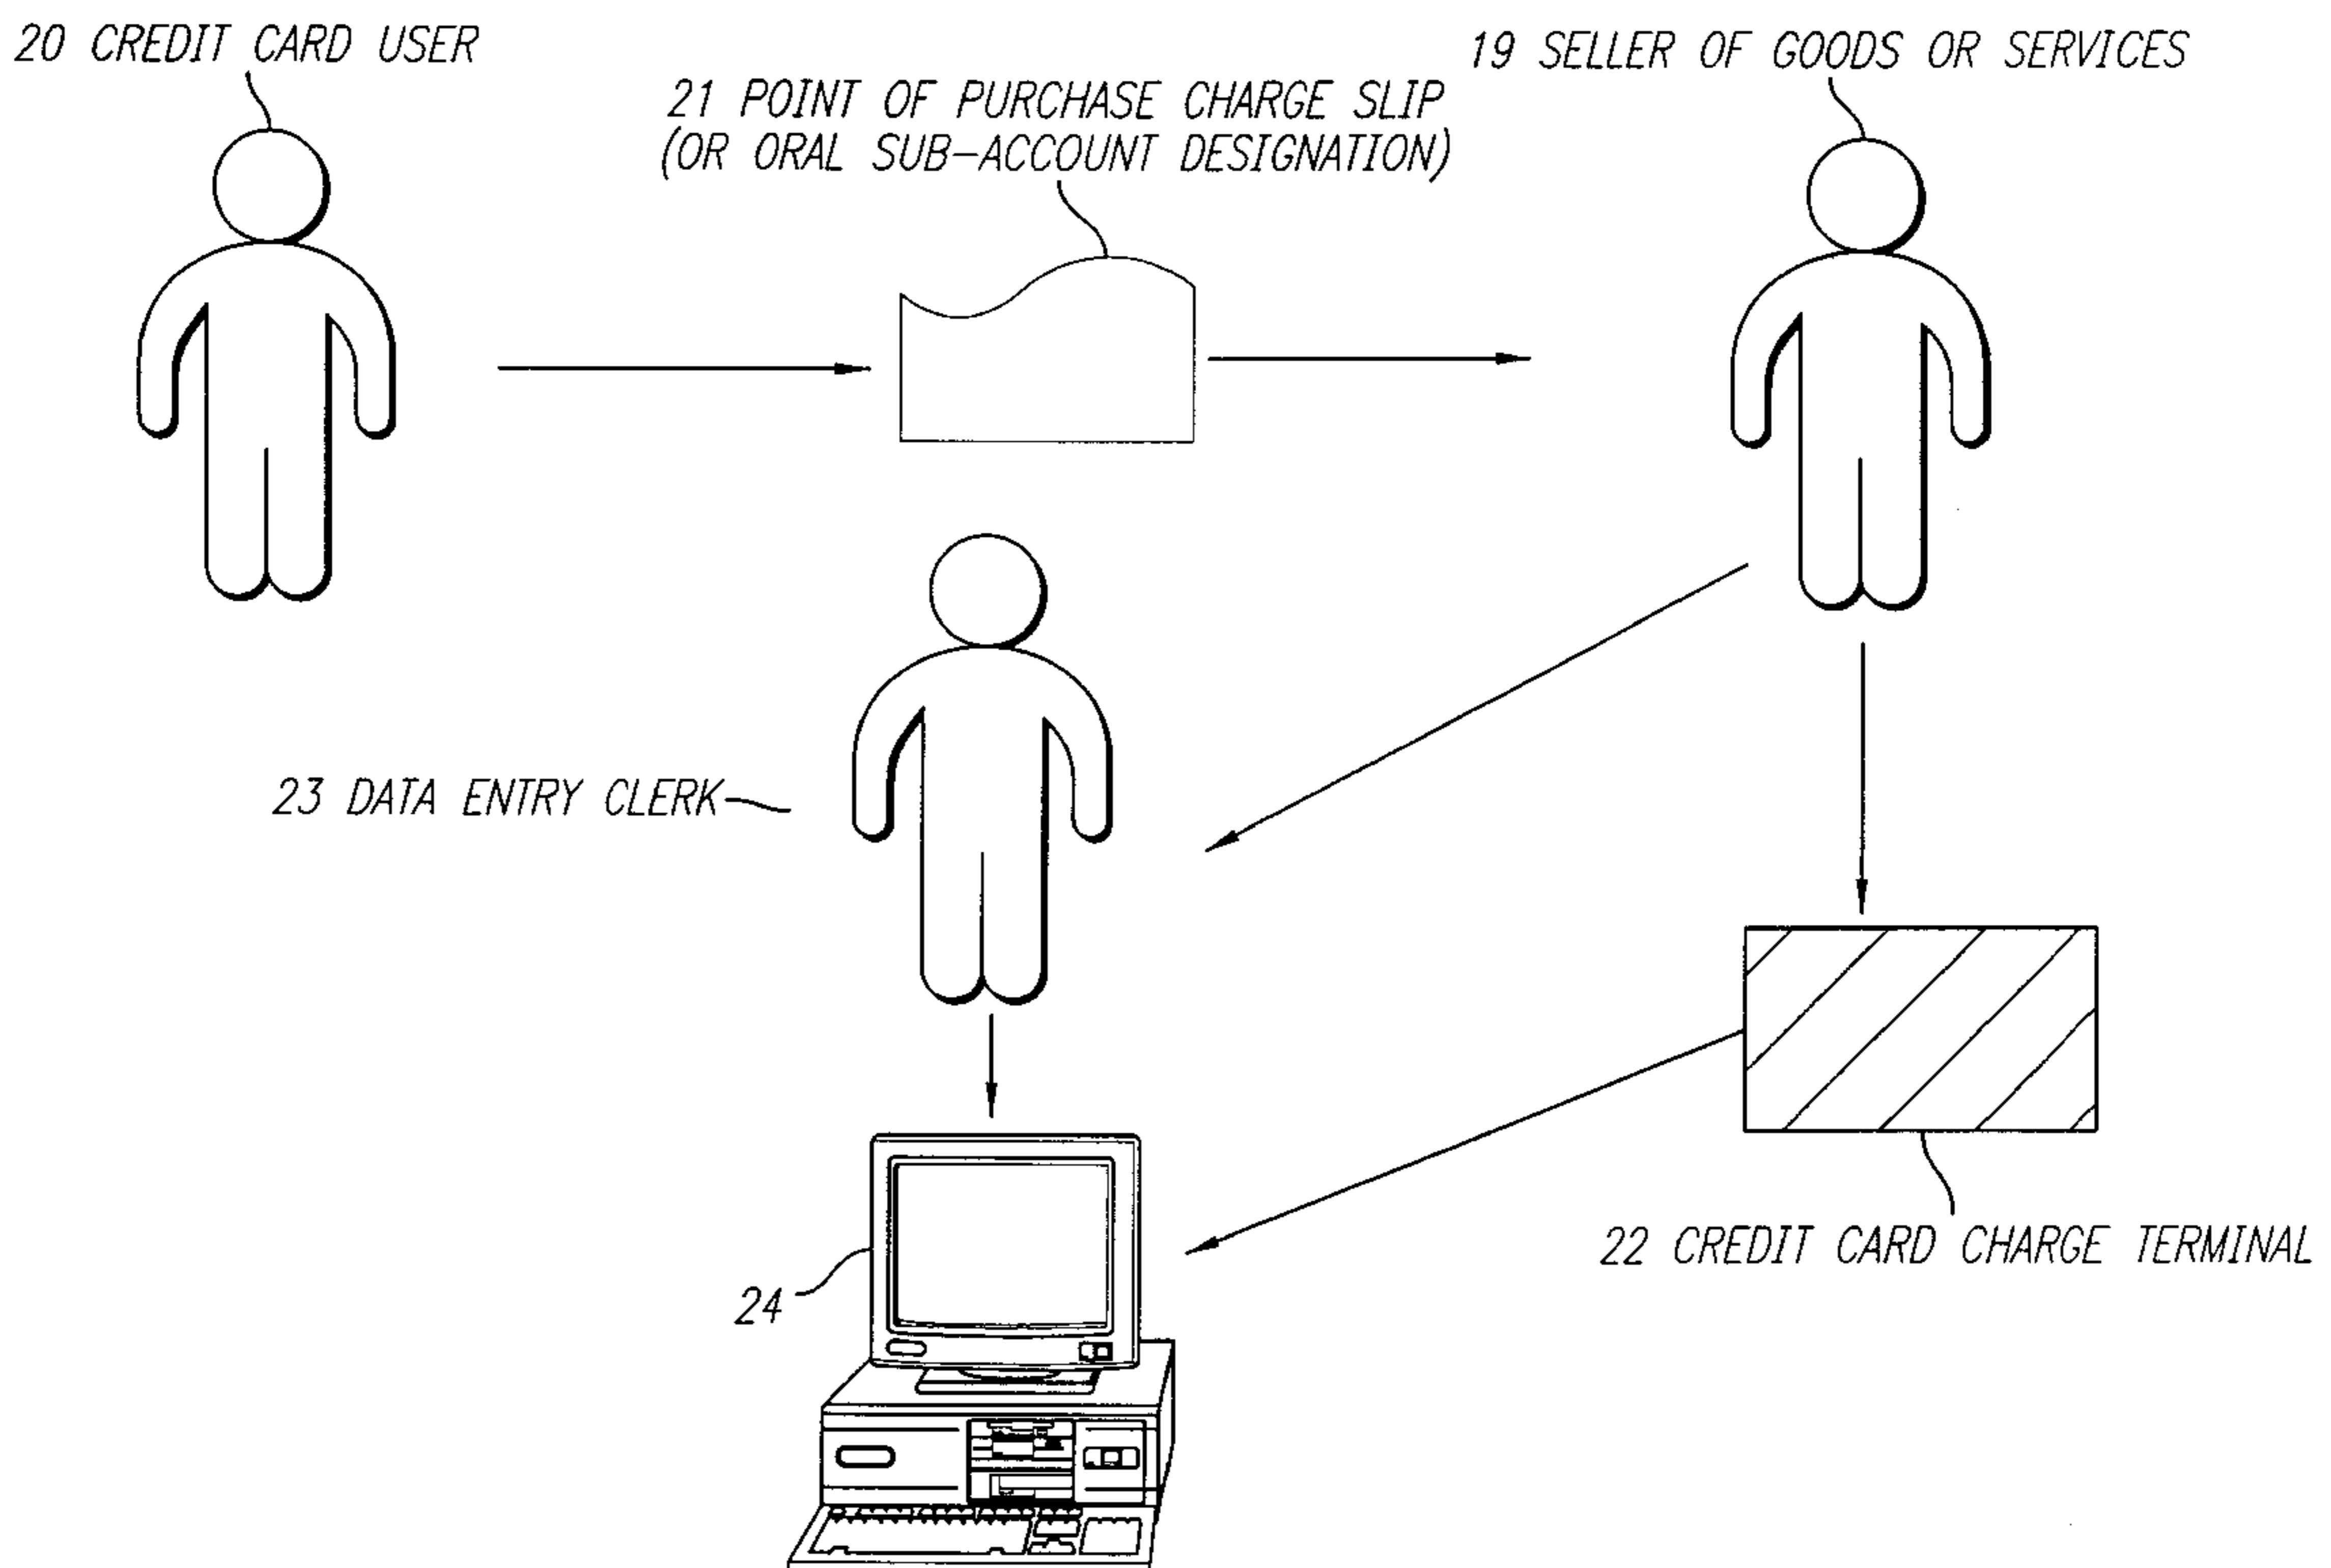 20 CREDIT CARD USER
19 SELLER OF GOODS OR SERVICES
21 POINT OF PURCHASE CHARGE SLIP
(OR ORAL SUB-ACCOUNT DESIGNATION)
23 DATA ENTRY CLERK
22 CREDIT CARD CHARGE TERMINAL
24